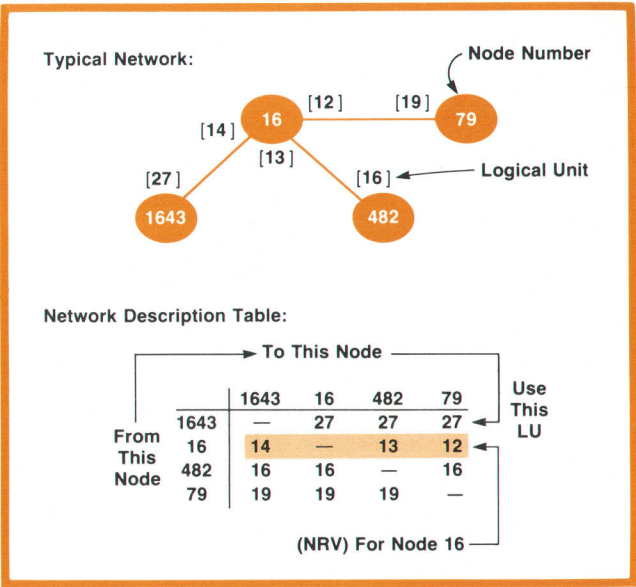 Typical Network:
Node Number
[12] [19]
16 79
[14]
[13]
[27] [16] Logical Unit
1643 482
Network Description Table:
To This Node
Use
This
LU
1643 16 482 79
From
This
Node
1643 — 27 27 27
16 14 — 13 12
482 16 16 — 16
79 19 19 19 —
(NRV) For Node 16